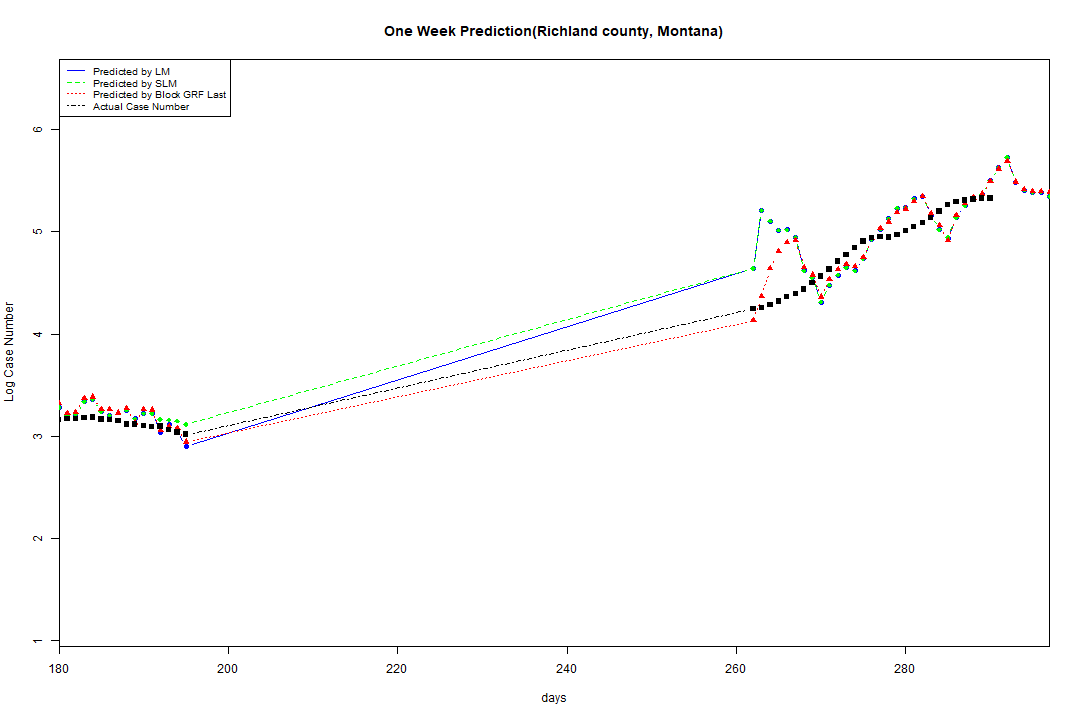 One Week Prediction(Richland county, Montana)
Predicted by LM
Predicted by SLM
Predicted by Block GRF Last
Actual Case Number
Log Case Number
6
5
4
3
2
1
180 200 220 240 260 280
days